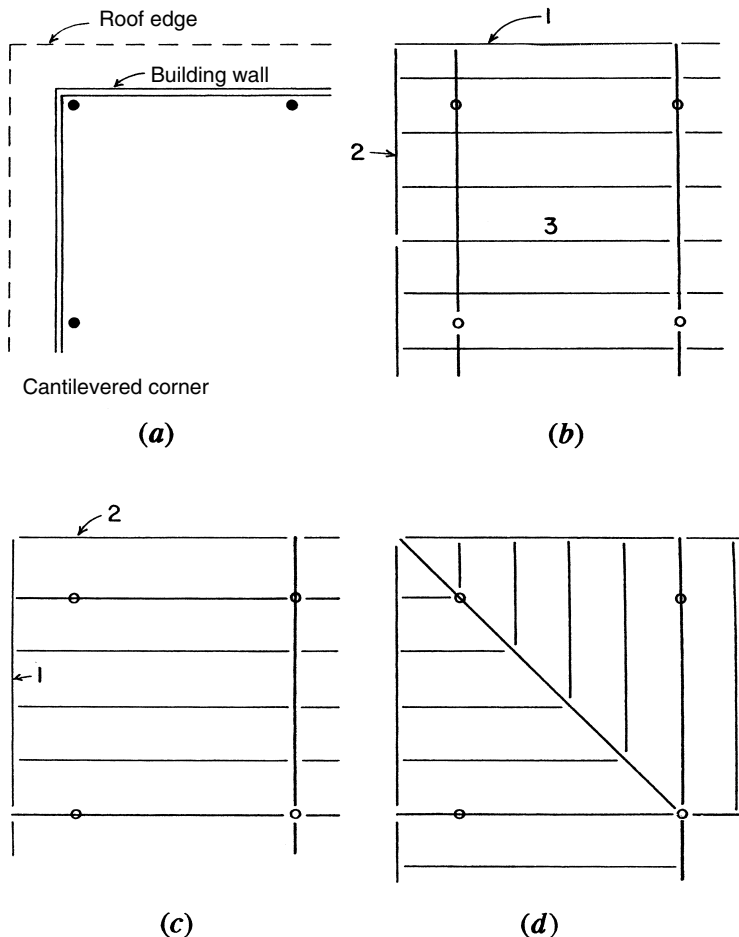 Roof edge
Building wall
Cantilevered corner
(a)
1
2
3
(b)
2
1
(c)
(d)